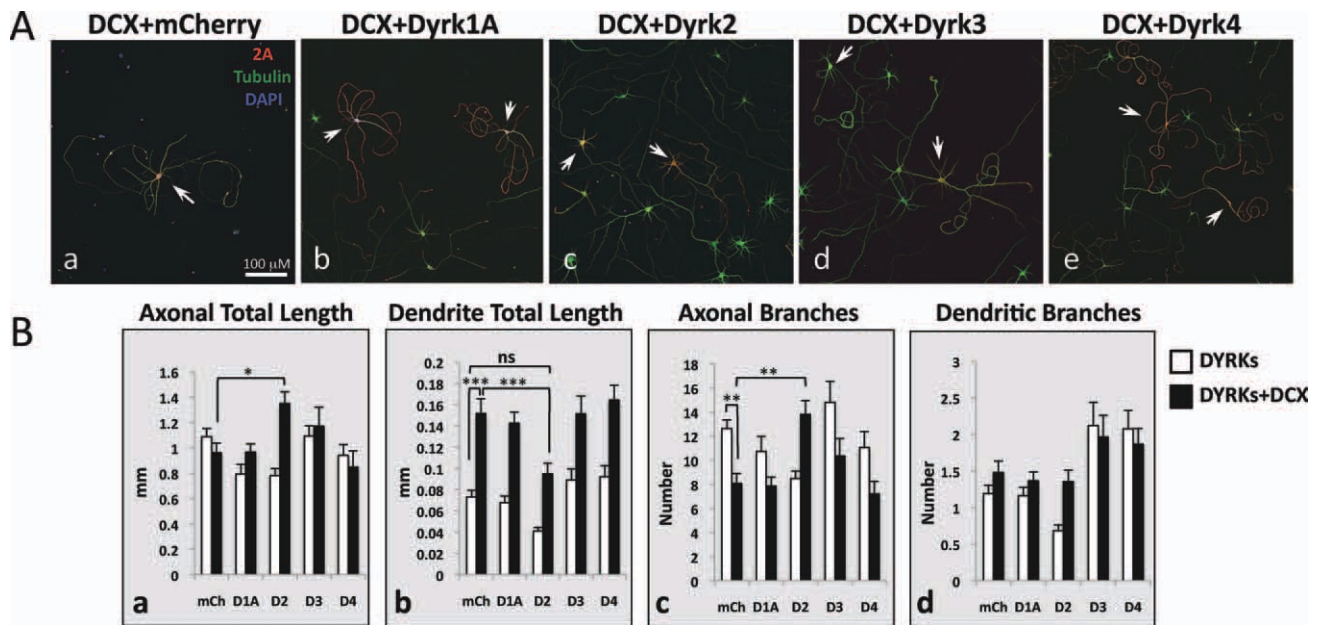 A
DCX+mCherry DCX+Dyrk1A DCX+Dyrk2 DCX+Dyrk3 DCX+Dyrk4
2A
Tubulin
DAPI
100 µM
a b c d e
B
Axonal Total Length Dendrite Total Length Axonal Branches Dendritic Branches
DYRKs
DYRKs+DCX
mm
1.6
1.4
1.2
1
0.8
0.6
0.4
0.2
0
*
mCh D1A D2 D3 D4
a
mm
0.2
0.18
0.16
0.14
0.12
0.1
0.08
0.06
0.04
0.02
0
ns
*** ***
mCh D1A D2 D3 D4
b
Number
18
16
14
12
10
8
6
4
2
0
**
**
mCh D1A D2 D3 D4
c
Number
3
2.5
2
1.5
1
0.5
0
mCh D1A D2 D3 D4
d